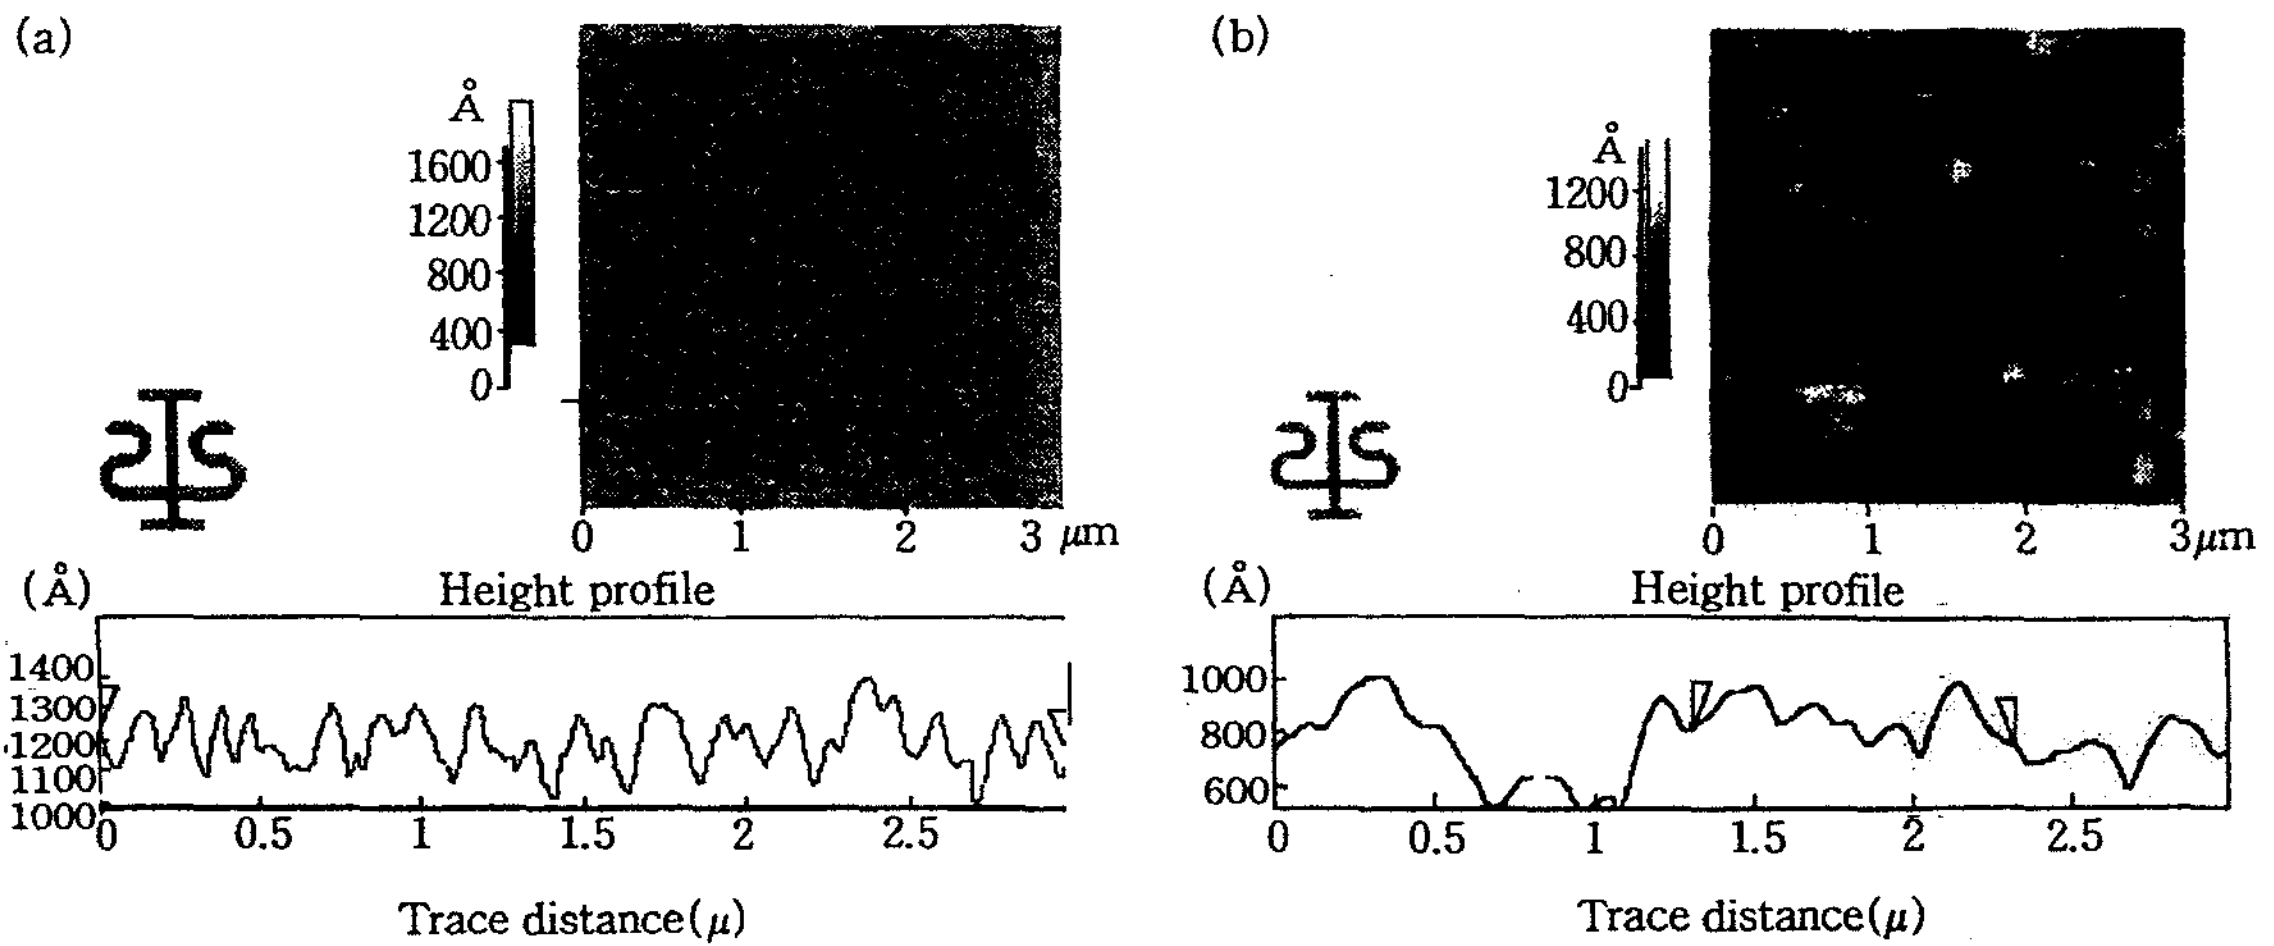 (a)
Å
1600
1200
800
400
0
0 1 2 3 μm
Height profile
(Å)
1400
1300
1200
1100
1000
0 0.5 1 1.5 2 2.5
Trace distance(μ)
(b)
Å
1200
800
400
0
0 1 2 3μm
Height profile
(Å)
1000
800
600
0 0.5 1 1.5 2 2.5
Trace distance(μ)